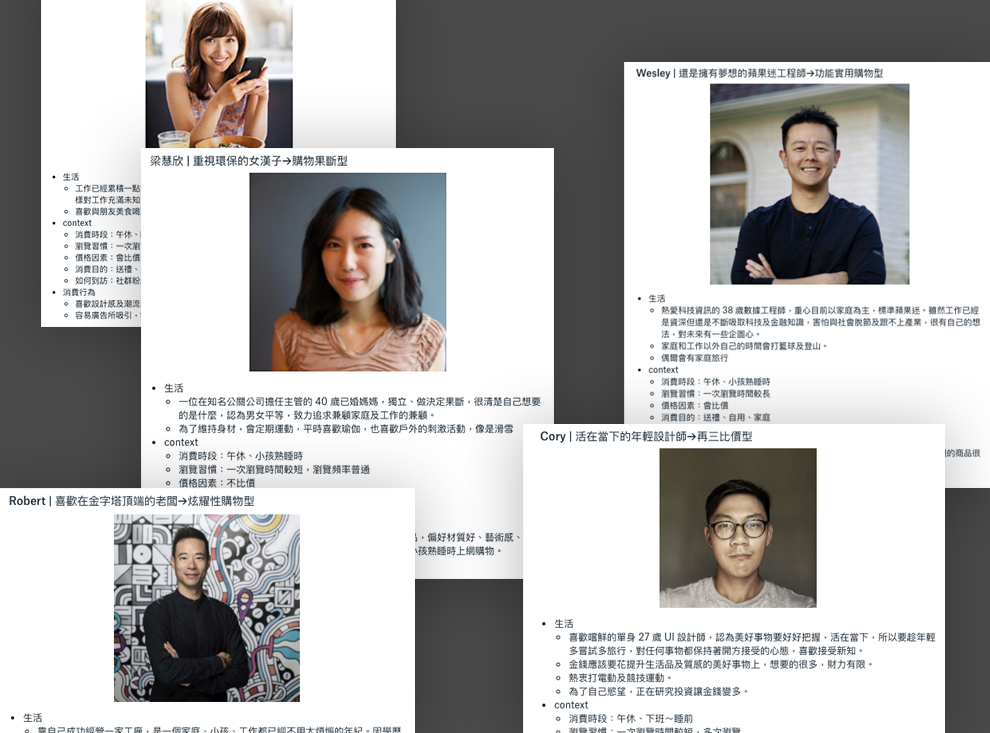 生活
工作已經累積一點
樣對工作充滿未知
喜歡與朋友美食喝
context
消費時段：午休、
瀏覽習慣：一次瀏
價格因素：會比價
消費目的：送禮、
如何到訪：社群粉
消費行為
喜歡設計感及潮流
容易廣告所吸引，
梁慧欣 | 重視環保的女漢子→購物果斷型
生活
一位在知名公關公司擔任主管的 40 歲已婚媽媽，獨立、做決定果斷，很清楚自己想要
的是什麼，認為男女平等，致力追求兼顧家庭及工作的兼顧。
為了維持身材，會定期運動，平時喜歡瑜伽，也喜歡戶外的刺激活動，像是滑雪
context
消費時段：午休、小孩熟睡時
瀏覽習慣：一次瀏覽時間較短，瀏覽頻率普通
價格因素：不比價
，偏好材質好、藝術感、
小孩熟睡時上網購物。
Wesley | 還是擁有夢想的蘋果迷工程師→功能實用購物型
生活
熱愛科技資訊的 38 歲數據工程師，重心目前以家庭為主，標準蘋果迷。雖然工作已經
是資深但還是不斷吸取科技及金融知識，害怕與社會脫節及跟不上產業，很有自己的想
法，對未來有一些企圖心。
家庭和工作以外自己的時間會打籃球及登山。
偶爾會有家庭旅行
context
消費時段：午休、小孩熟睡時
瀏覽習慣：一次瀏覽時間較長
價格因素：會比價
消費目的：送禮、自用、家庭
的商品很
Robert | 喜歡在金字塔頂端的老闆→炫耀性購物型
生活
靠自己成功經營一家工廠，是一個家庭、小孩、工作都已經不用太煩惱的年紀。因學歷
Cory | 活在當下的年輕設計師→再三比價型
生活
喜歡嚐鮮的單身 27 歲 UI 設計師，認為美好事物要好好把握，活在當下，所以要趁年輕
多嘗試多旅行，對任何事物都保持著開方接受的心態，喜歡接受新知。
金錢應該要花提升生活品及質感的美好事物上，想要的很多，財力有限。
熱衷打電動及競技運動。
為了自己慾望，正在研究投資讓金錢變多。
context
消費時段：午休、下班～睡前
瀏覽習慣：一次瀏覽時間較短，多次瀏覽